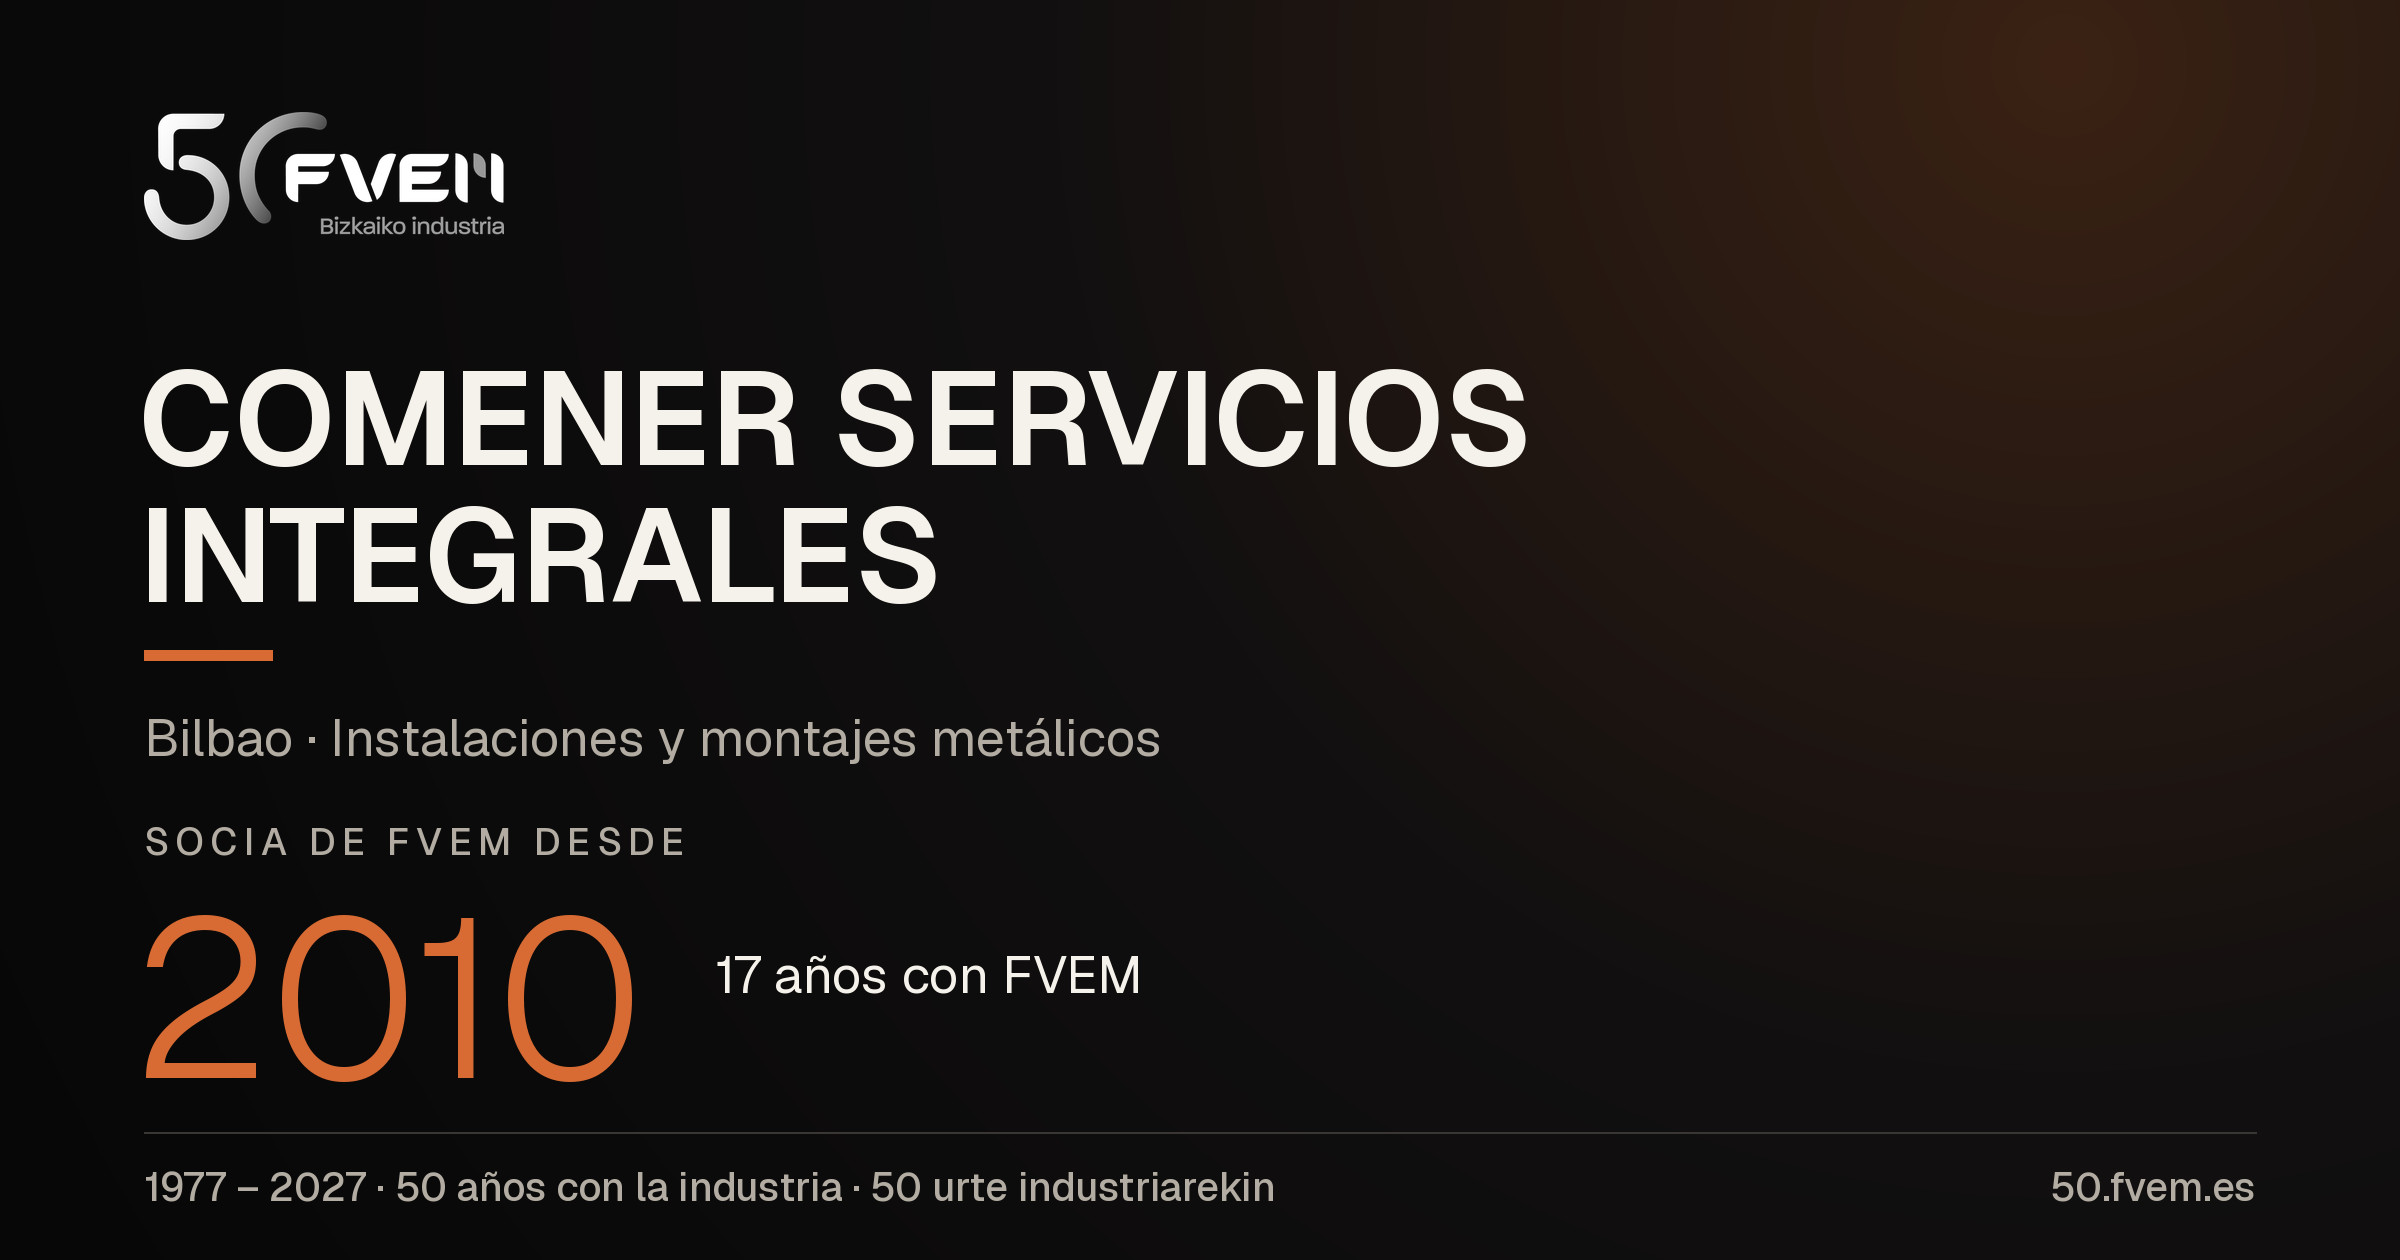 50 FVEM
Bizkaiko industria
COMENER SERVICIOS
INTEGRALES
Bilbao · Instalaciones y montajes metálicos
SOCIA DE FVEM DESDE
2010
17 años con FVEM
1977 – 2027 · 50 años con la industria · 50 urte industriarekin
50.fvem.es